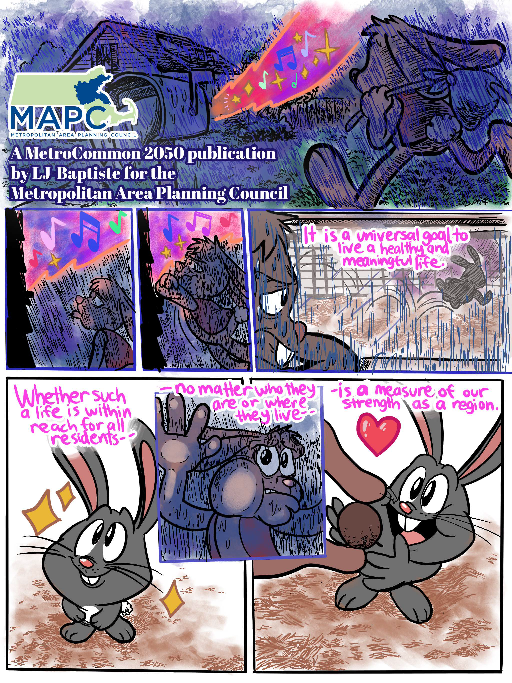 MAPC
METROPOLITAN AREA PLANNING COUNCIL
A MetroCommon 2050 publication
by LJ Baptiste for the
Metropolitan Area Planning Council
It is a universal goal to
live a healthy and
meaningful life.
Whether such
a life is within
reach for all
residents--
--no matter who they
are or where
they live--
--is a measure of our
strength as a region.